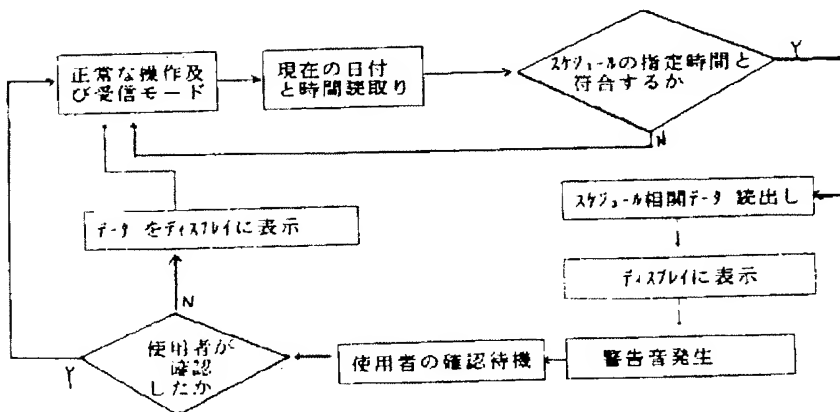 正常な操作及
び受信モード
現在の日付
と時間読取り
スケジュールの指定時間と
符合するか
Y
N
スケジュール相関データ 読出し
データ をディスプレイに表示
ディスプレイに表示
N
使用者が
確認
したか
Y
使用者の確認待機
警告音発生